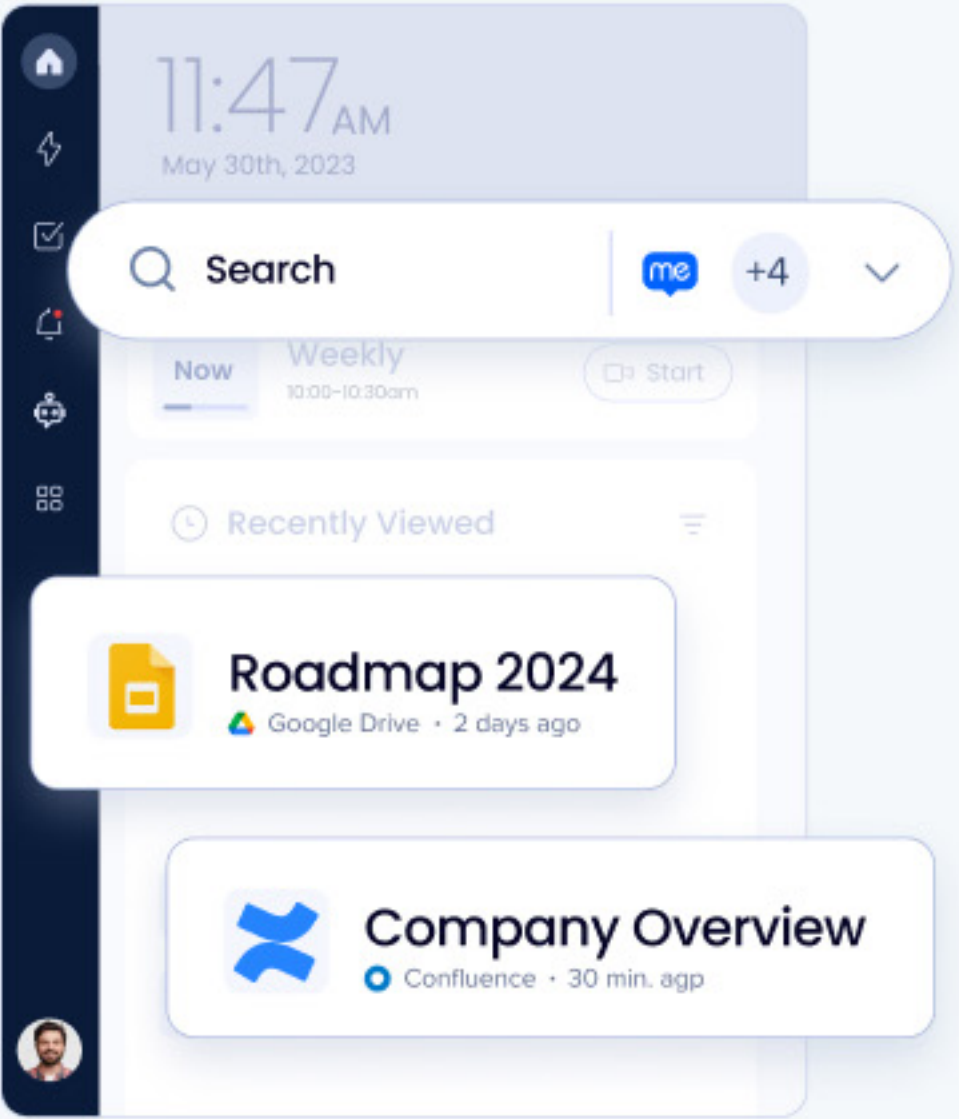 11:47AM
May 30th, 2023
Search
me
+4
Now
Weekly
10:00-10:30am
Start
Recently Viewed
Roadmap 2024
Google Drive · 2 days ago
Company Overview
Confluence · 30 min. agp